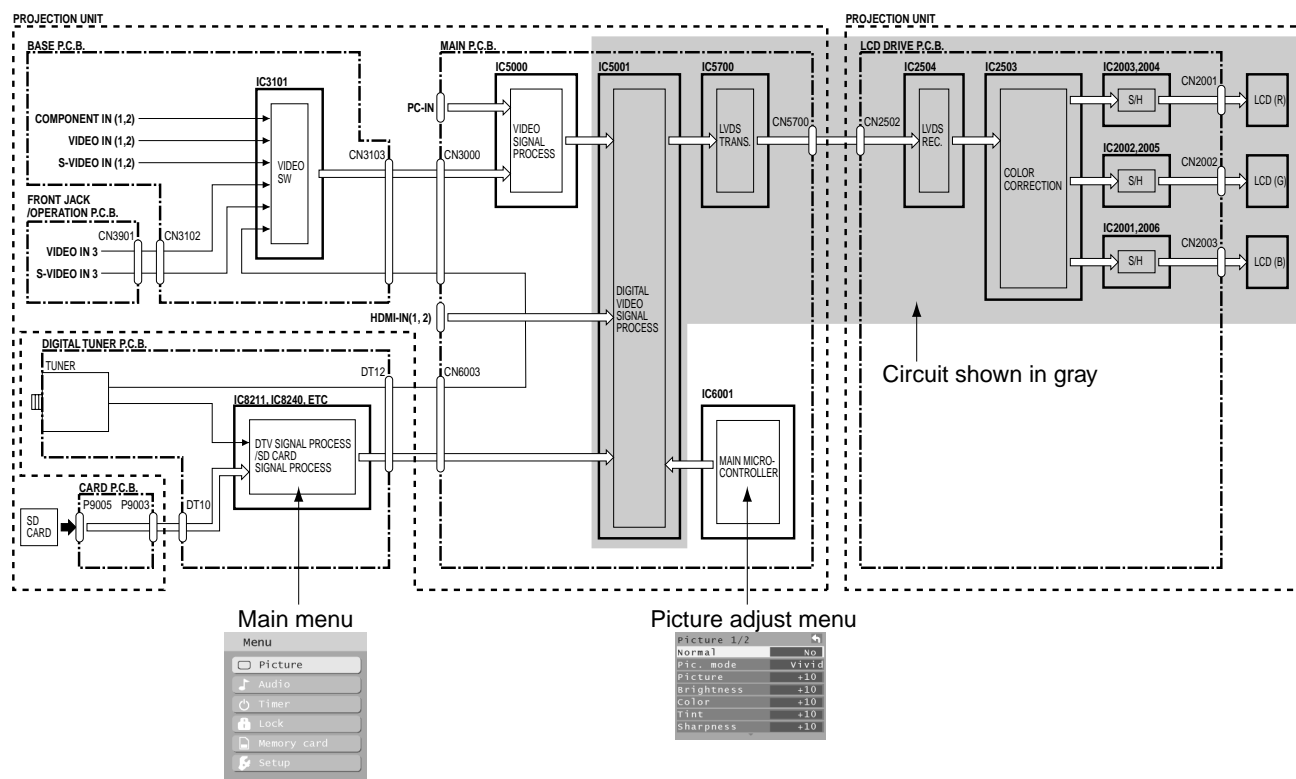 PROJECTION UNIT
PROJECTION UNIT
BASE P.C.B.
MAIN P.C.B.
LCD DRIVE P.C.B.
IC3101
IC5000
IC5001
IC5700
IC2504
IC2503
IC2003,2004
CN2001
PC-IN
S/H
LCD (R)
COMPONENT IN (1,2)
VIDEO IN (1,2)
S-VIDEO IN (1,2)
VIDEO
SW
CN3103
CN3000
VIDEO
SIGNAL
PROCESS
LVDS
TRANS.
CN5700
CN2502
LVDS
REC.
COLOR
CORRECTION
IC2002,2005
CN2002
S/H
LCD (G)
FRONT JACK
/OPERATION P.C.B.
CN3901
CN3102
VIDEO IN 3
S-VIDEO IN 3
IC2001,2006
CN2003
S/H
LCD (B)
DIGITAL
VIDEO
SIGNAL
PROCESS
HDMI-IN(1, 2)
DIGITAL TUNER P.C.B.
TUNER
DT12
CN6003
Circuit shown in gray
IC8211, IC8240, ETC
IC6001
DTV SIGNAL PROCESS
/SD CARD
SIGNAL PROCESS
MAIN MICRO-
CONTROLLER
CARD P.C.B.
P9005
P9003
DT10
SD
CARD
Main menu
Picture adjust menu
Menu
Picture
Audio
Timer
Lock
Memory card
Setup
Picture 1/2
Normal No
Pic. mode Vivid
Picture +10
Brightness +10
Color +10
Tint +10
Sharpness +10